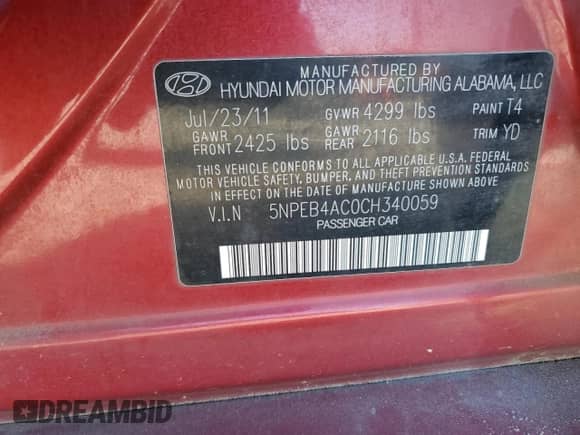 MANUFACTURED BY
HYUNDAI MOTOR MANUFACTURING ALABAMA, LLC
Jul/23/11 GVWR 4299 lbs PAINT T4
GAWR FRONT 2425 lbs GAWR REAR 2116 lbs TRIM YD
THIS VEHICLE CONFORMS TO ALL APPLICABLE U.S.A. FEDERAL
MOTOR VEHICLE SAFETY, BUMPER, AND THEFT PREVENTION STANDARDS
IN EFFECT ON THE DATE OF MANUFACTURE SHOWN ABOVE.
V.I.N 5NPEB4AC0CH340059
PASSENGER CAR
DREAMBID